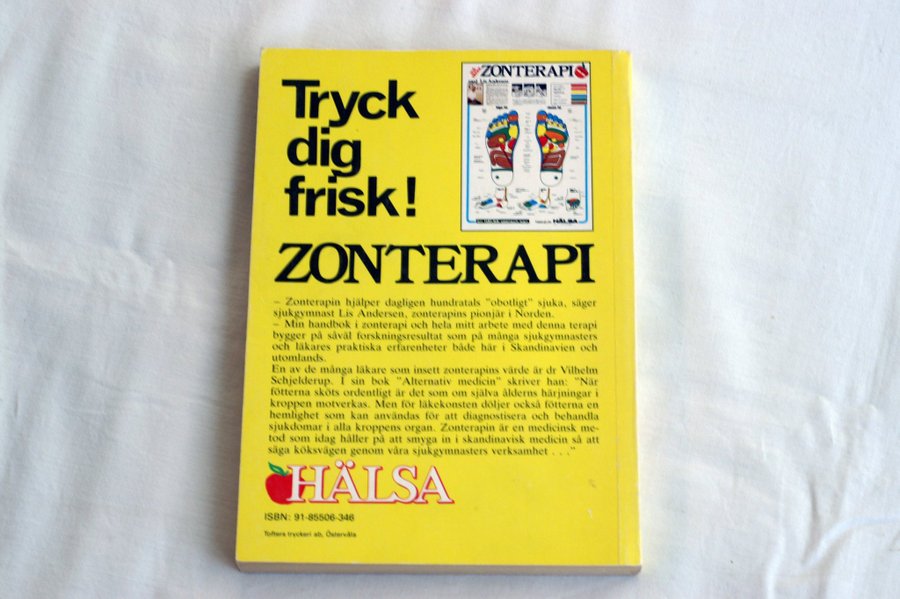 Tryck
dig
frisk!
ZONTERAPI
med Lis Andersen
HÄLSA
ZONTERAPI
– Zonterapin hjälper dagligen hundratals "obotligt" sjuka, säger
sjukgymnast Lis Andersen, zonterapins pionjär i Norden.
– Min handbok i zonterapi och hela mitt arbete med denna terapi
bygger på såväl forskningsresultat som på många sjukgymnasters
och läkares praktiska erfarenheter både här i Skandinavien och
utomlands.
En av de många läkare som insett zonterapins värde är dr Vilhelm
Schjelderup. I sin bok "Alternativ medicin" skriver han: "När
fötterna sköts ordentligt är det som om själva ålderns härjningar i
kroppen motverkas. Men för läkekonsten döljer också fötterna en
hemlighet som kan användas för att diagnostisera och behandla
sjukdomar i alla kroppens organ. Zonterapin är en medicinsk me-
tod som idag håller på att smyga in i skandinavisk medicin så att
säga köksvägen genom våra sjukgymnasters verksamhet . . ."
HÄLSA
ISBN: 91-85506-346
Tofters tryckeri ab, Östervåla